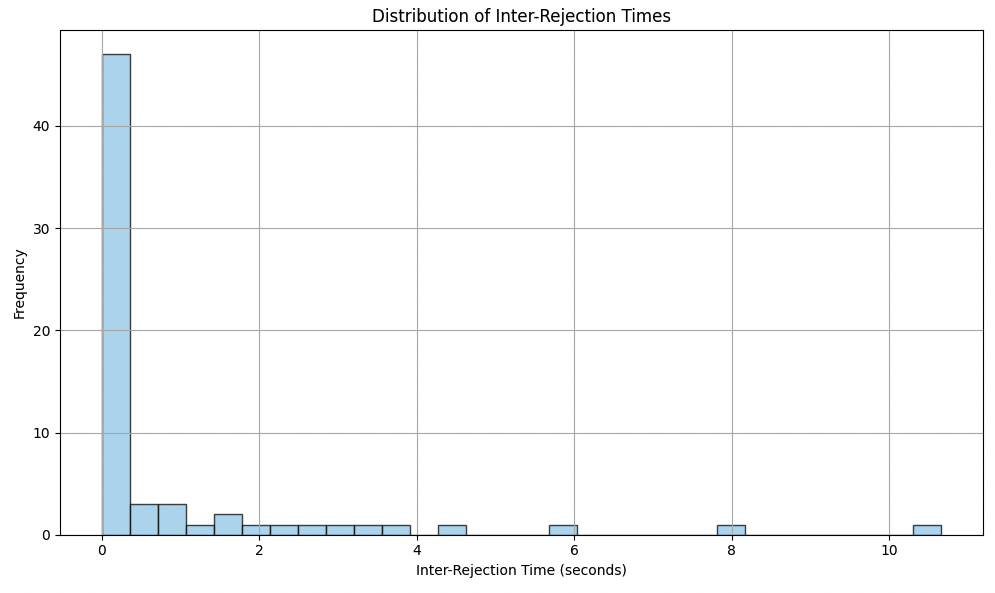 Distribution of Inter-Rejection Times
Frequency
40
30
20
10
0
0 2 4 6 8 10
Inter-Rejection Time (seconds)